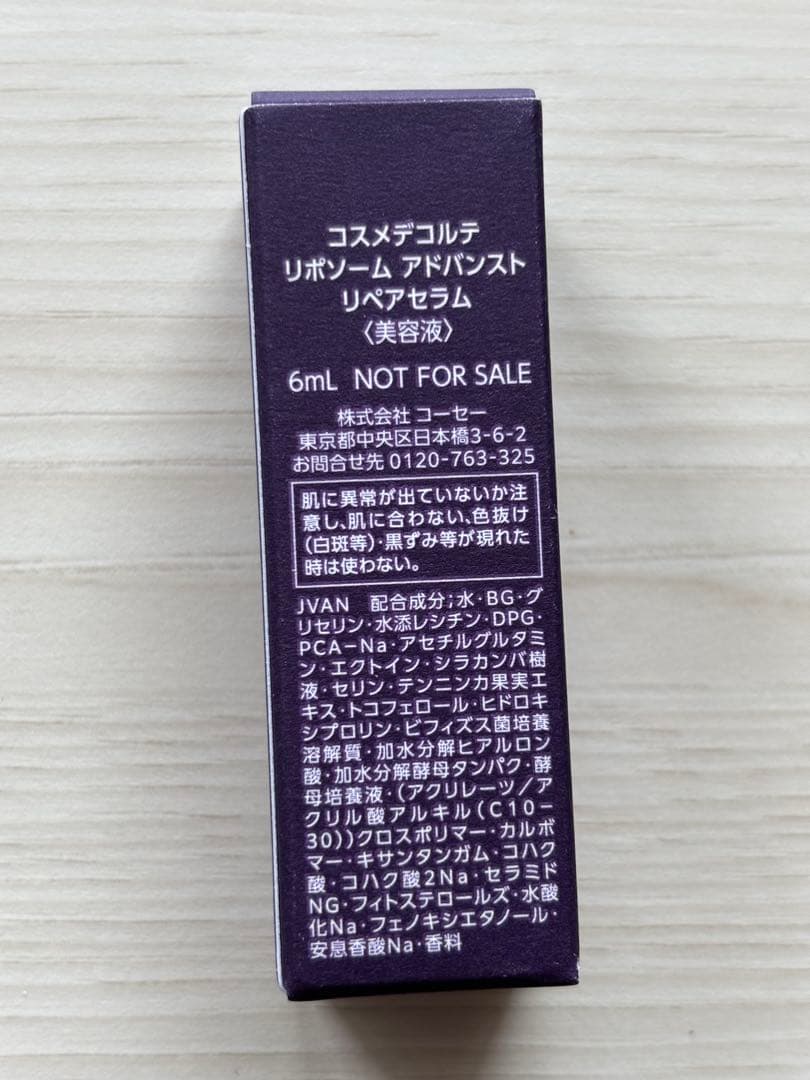 コスメデコルテ
リポソーム アドバンスト
リペアセラム
〈美容液〉
6mL NOT FOR SALE
株式会社 コーセー
東京都中央区日本橋3-6-2
お問合せ先 0120-763-325
肌に異常が出ていないか注
意し、肌に合わない、色抜け
(白斑等)・黒ずみ等が現れた
時は使わない。
JVAN 配合成分;水・BG・グ
リセリン・水添レシチン・DPG・
PCA-Na・アセチルグルタミ
ン・エクトイン・シラカンバ樹
液・セリン・テンニンカ果実エ
キス・トコフェロール・ヒドロキ
シプロリン・ビフィズス菌培養
溶解質・加水分解ヒアルロン
酸・加水分解酵母タンパク・酵
母培養液・(アクリレーツ/ア
クリル酸アルキル(C10-
30))クロスポリマー・カルボ
マー・キサンタンガム・コハク
酸・コハク酸2Na・セラミド
NG・フィトステロールズ・水酸
化Na・フェノキシエタノール・
安息香酸Na・香料